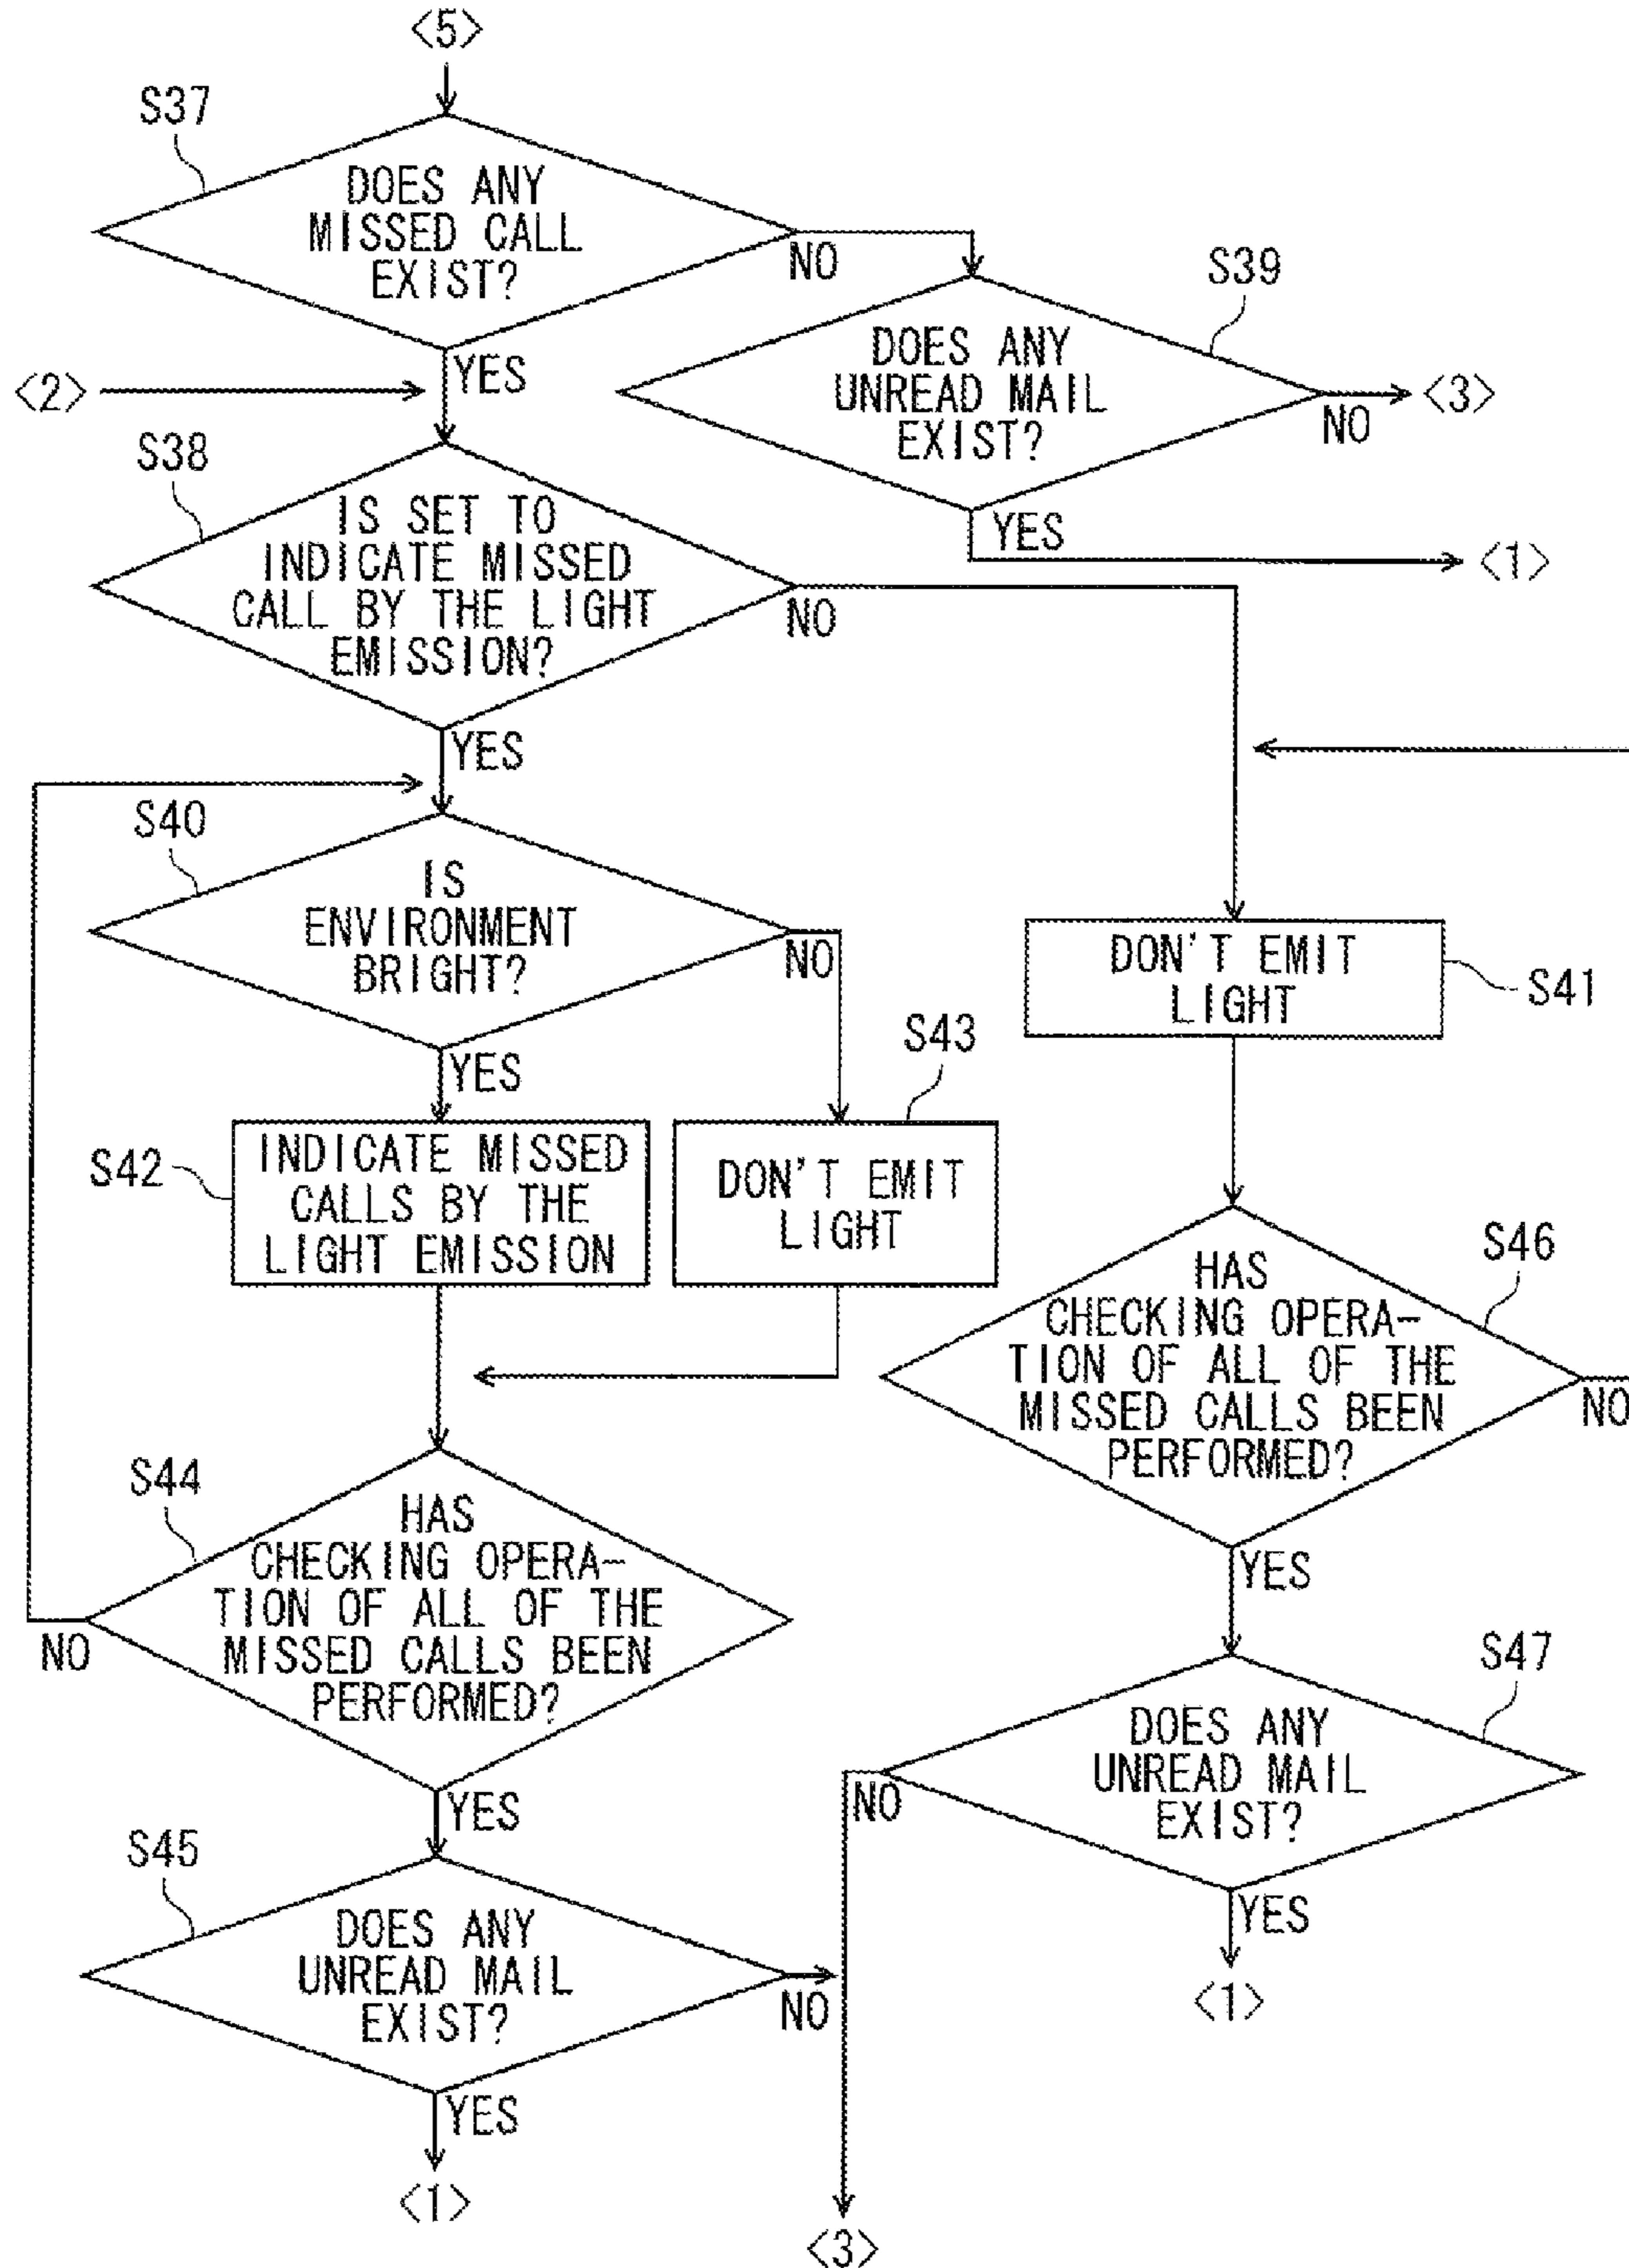 <5>
S37
DOES ANY
MISSED CALL
EXIST?
NO
YES
S39
DOES ANY
UNREAD MAIL
EXIST?
NO
<3>
YES
<1>
<2>
S38
IS SET TO
INDICATE MISSED
CALL BY THE LIGHT
EMISSION?
NO
YES
S40
IS
ENVIRONMENT
BRIGHT?
NO
YES
DON'T EMIT
LIGHT
S41
S42
INDICATE MISSED
CALLS BY THE
LIGHT EMISSION
S43
DON'T EMIT
LIGHT
S46
HAS
CHECKING OPERA-
TION OF ALL OF THE
MISSED CALLS BEEN
PERFORMED?
NO
YES
S44
HAS
CHECKING OPERA-
TION OF ALL OF THE
MISSED CALLS BEEN
PERFORMED?
NO
YES
S47
DOES ANY
UNREAD MAIL
EXIST?
NO
YES
<1>
S45
DOES ANY
UNREAD MAIL
EXIST?
NO
YES
<1>
<3>